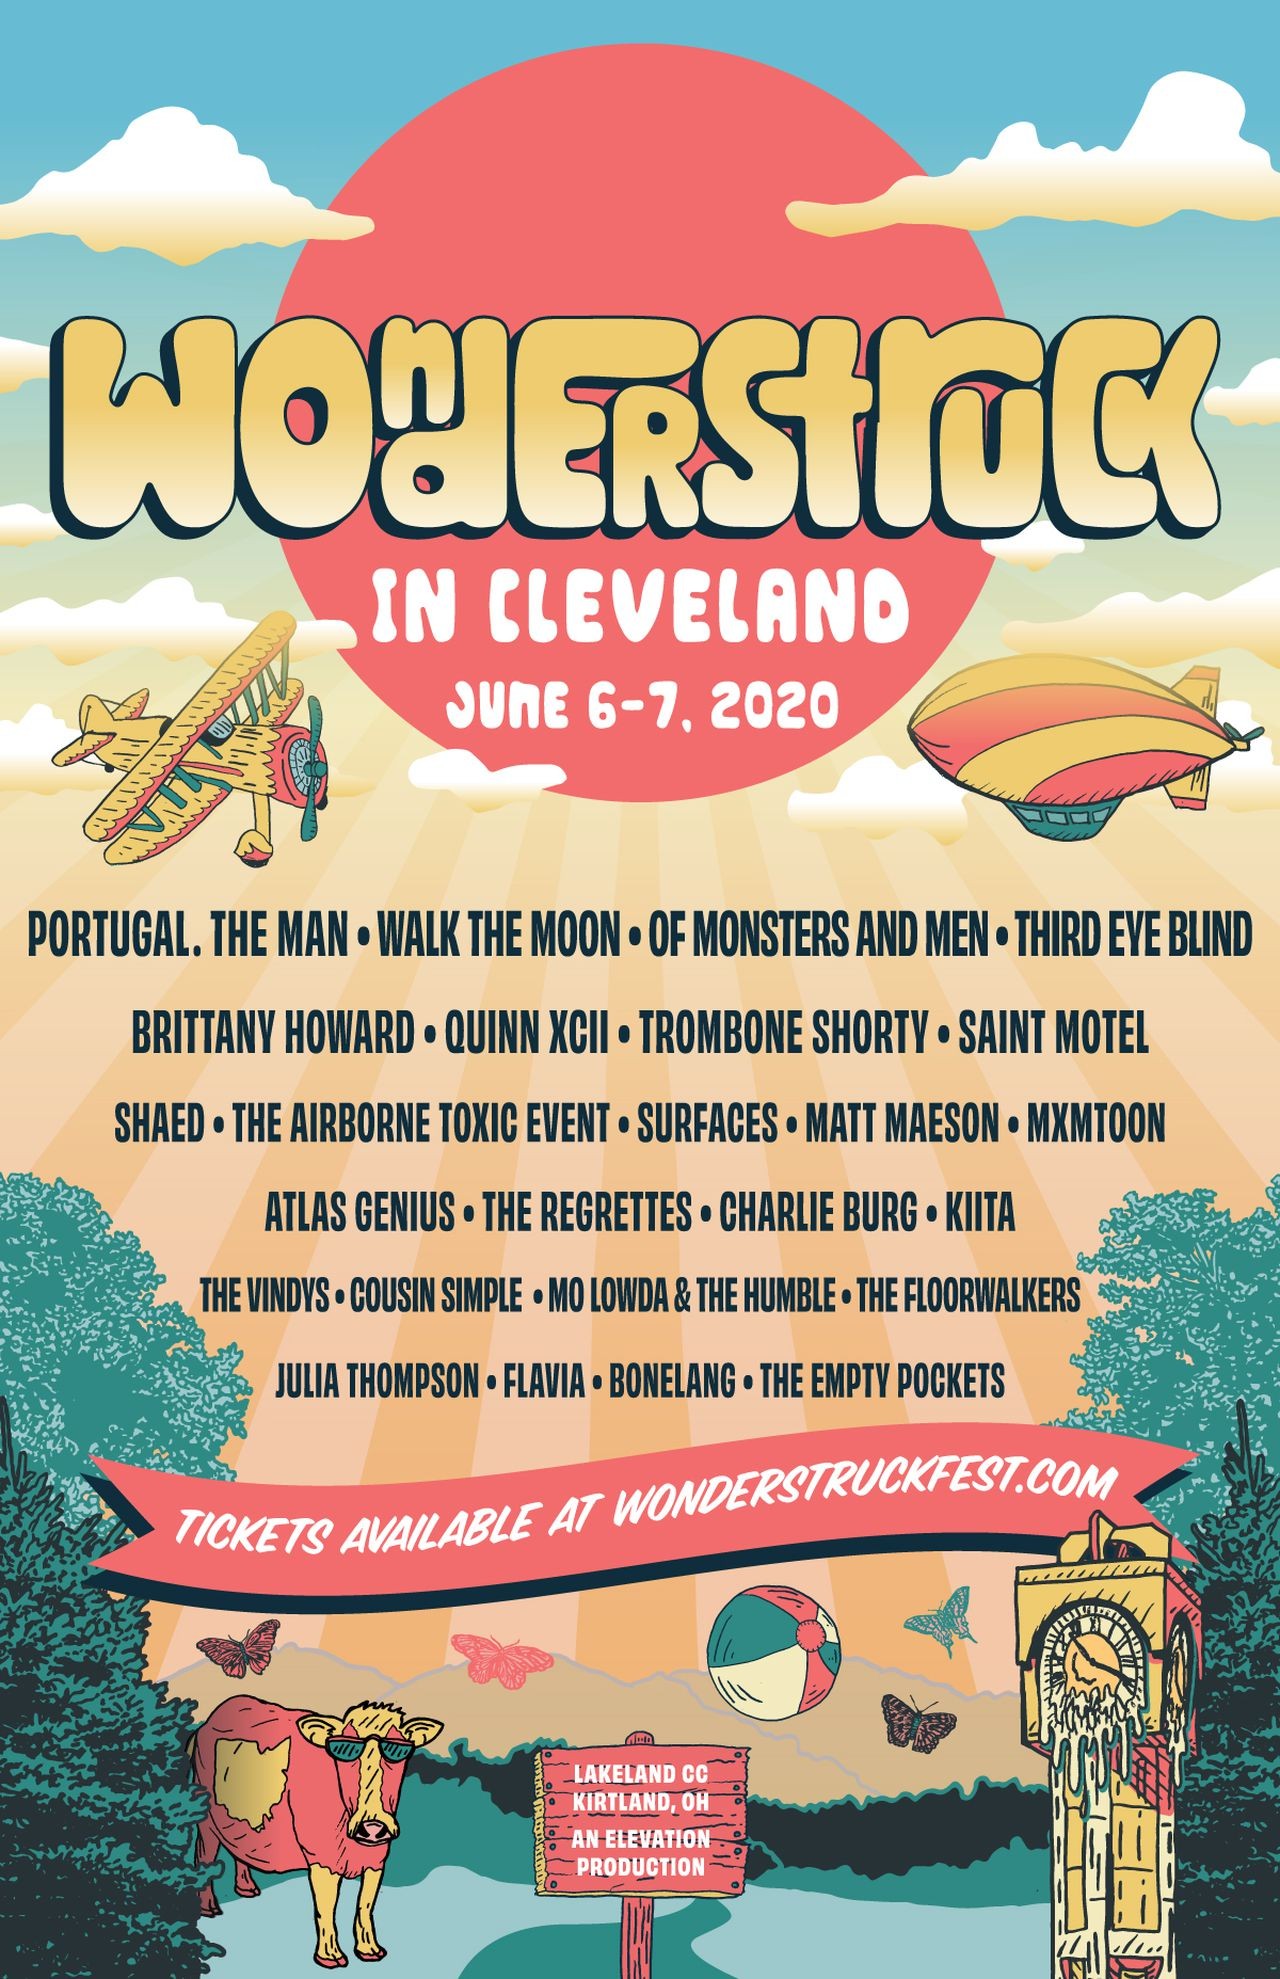 WONDERSTRUCK
IN CLEVELAND
JUNE 6-7, 2020
PORTUGAL. THE MAN • WALK THE MOON • OF MONSTERS AND MEN • THIRD EYE BLIND
BRITTANY HOWARD • QUINN XCII • TROMBONE SHORTY • SAINT MOTEL
SHAED • THE AIRBORNE TOXIC EVENT • SURFACES • MATT MAESON • MXMTOON
ATLAS GENIUS • THE REGRETTES • CHARLIE BURG • KIITA
THE VINDYS • COUSIN SIMPLE • MO LOWDA & THE HUMBLE • THE FLOORWALKERS
JULIA THOMPSON • FLAVIA • BONELANG • THE EMPTY POCKETS
TICKETS AVAILABLE AT WONDERSTRUCKFEST.COM
LAKELAND CC
KIRTLAND, OH
AN ELEVATION
PRODUCTION